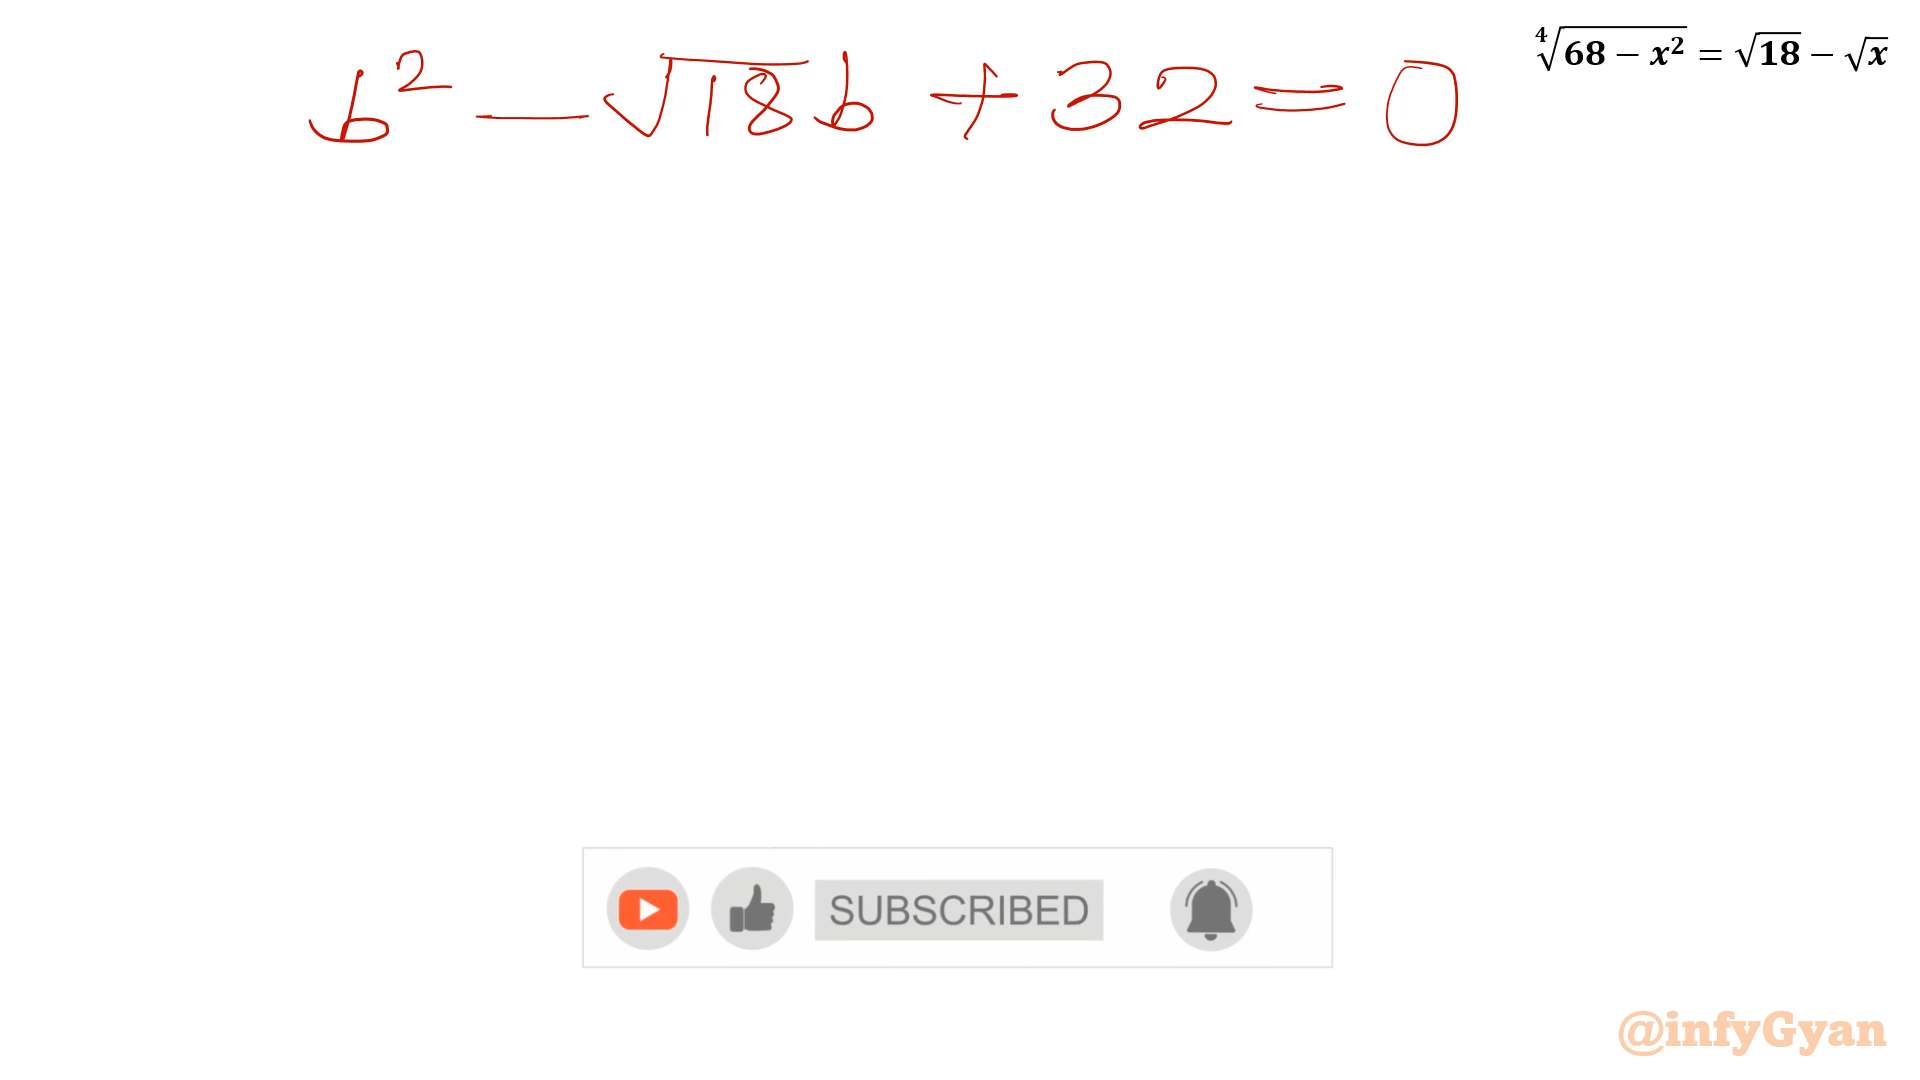 ⁴√(68 − x²) = √18 − √x
b² − √18 b + 32 = 0
SUBSCRIBED
@infyGyan